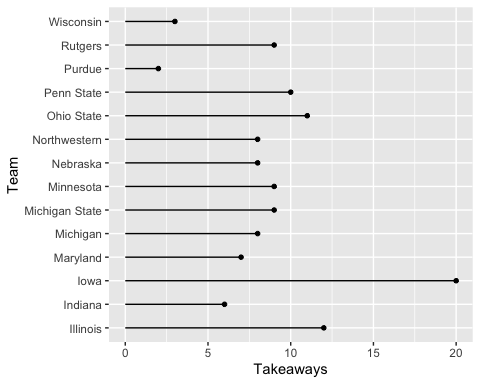 Wisconsin
Rutgers
Purdue
Penn State
Ohio State
Northwestern
Nebraska
Minnesota
Michigan State
Michigan
Maryland
Iowa
Indiana
Illinois
Team
0 5 10 15 20
Takeaways